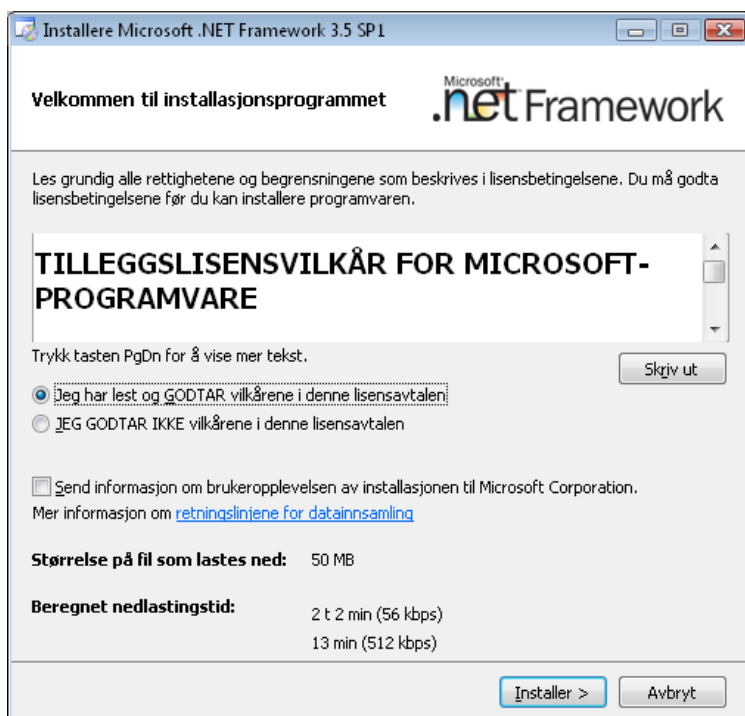 Installere Microsoft .NET Framework 3.5 SP1
Velkommen til installasjonsprogrammet
Microsoft
.net Framework
Les grundig alle rettighetene og begrensningene som beskrives i lisensbetingelsene. Du må godta
lisensbetingelsene før du kan installere programvaren.
TILLEGGSLISENSVILKÅR FOR MICROSOFT-
PROGRAMVARE
Trykk tasten PgDn for å vise mer tekst.
Skriv ut
Jeg har lest og GODTAR vilkårene i denne lisensavtalen
JEG GODTAR IKKE vilkårene i denne lisensavtalen
Send informasjon om brukeropplevelsen av installasjonen til Microsoft Corporation.
Mer informasjon om retningslinjene for datainnsamling
Størrelse på fil som lastes ned: 50 MB
Beregnet nedlastingstid: 2 t 2 min (56 kbps)
13 min (512 kbps)
Installer > Avbryt